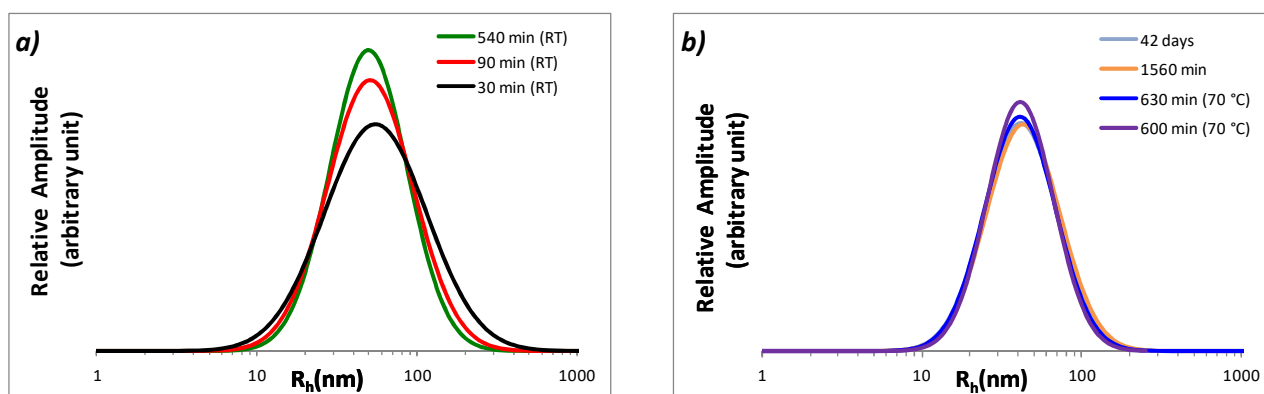 a)
540 min (RT)
90 min (RT)
30 min (RT)
Relative Amplitude
(arbitrary unit)
1
10
100
1000
Rh(nm)
b)
42 days
1560 min
630 min (70 °C)
600 min (70 °C)
Relative Amplitude
(arbitrary unit)
1
10
100
1000
Rh(nm)